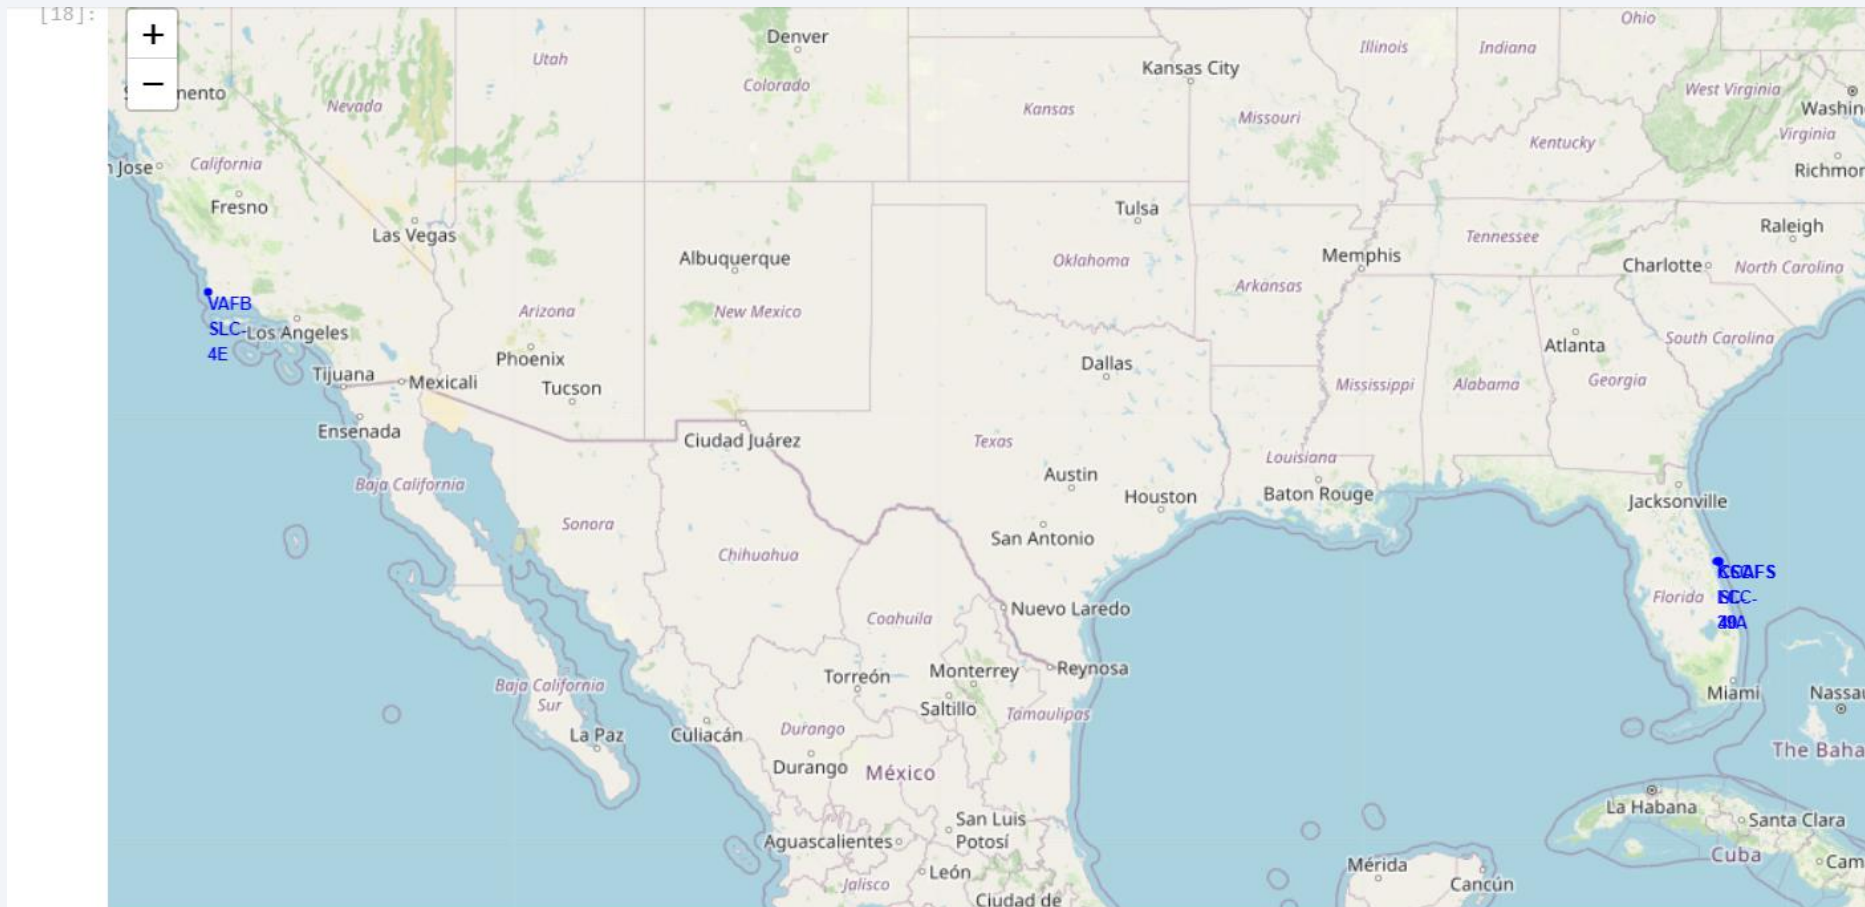 [18]:
+
−
Denver
Utah
Colorado
Nevada
Kansas City
Kansas
Missouri
Illinois
Indiana
Ohio
West Virginia
Washin
Virginia
Kentucky
Richmor
nento
n Jose
California
Fresno
Las Vegas
Albuquerque
New Mexico
Arizona
Phoenix
Tucson
Tulsa
Oklahoma
Arkansas
Memphis
Tennessee
Raleigh
Charlotte
North Carolina
South Carolina
Atlanta
Georgia
Alabama
Mississippi
VAFB
SLC-
4E
Los Angeles
Tijuana
Mexicali
Ensenada
Baja California
Ciudad Juárez
Dallas
Texas
Austin
Houston
San Antonio
Louisiana
Baton Rouge
Jacksonville
Florida
Miami
Nassau
The Baha
Sonora
Chihuahua
Coahuila
Nuevo Laredo
Reynosa
Monterrey
Torreón
Saltillo
Tamaulipas
Baja California
Sur
La Paz
Culiacán
Durango
Durango
México
San Luis
Potosí
Aguascalientes
León
Jalisco
Ciudad de
Mérida
Cancún
La Habana
Santa Clara
Cuba
Cam